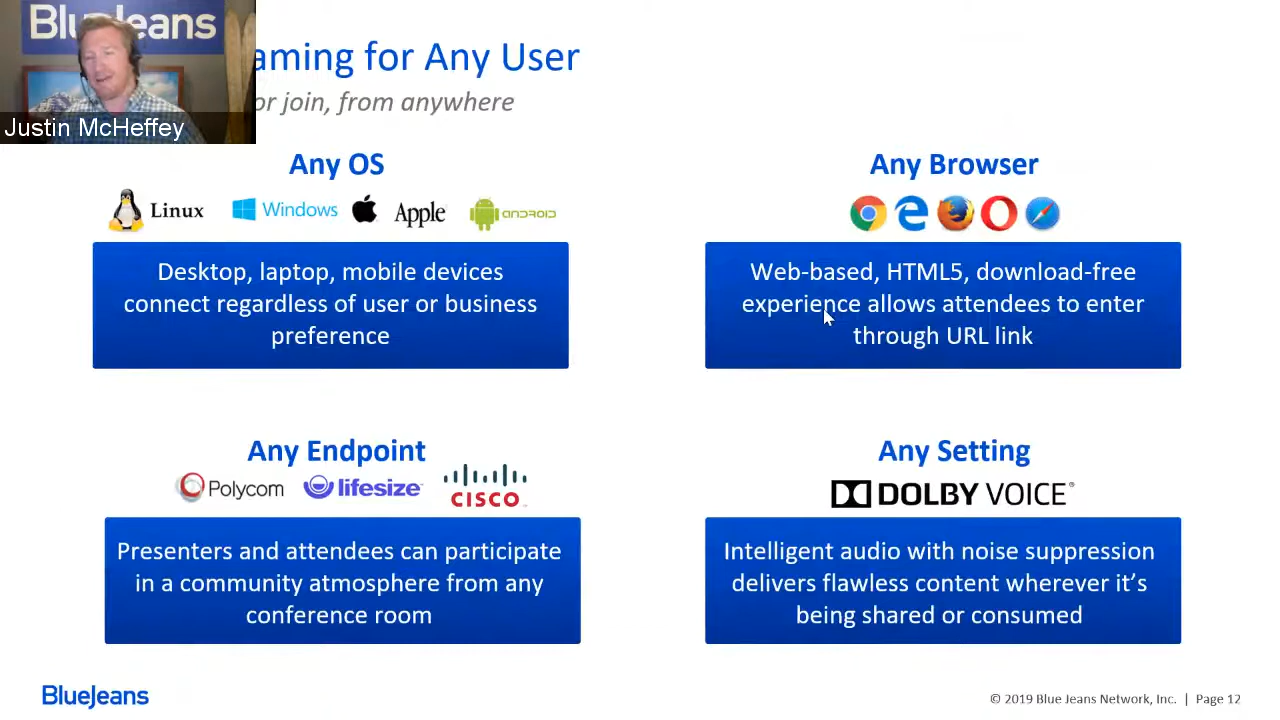 BlueJeans
aming for Any User
or join, from anywhere
Justin McHeffey
Any OS
Linux Windows Apple ANDROID
Desktop, laptop, mobile devices
connect regardless of user or business
preference
Any Browser
Web-based, HTML5, download-free
experience allows attendees to enter
through URL link
Any Endpoint
Polycom lifesize CISCO
Presenters and attendees can participate
in a community atmosphere from any
conference room
Any Setting
DOLBY VOICE®
Intelligent audio with noise suppression
delivers flawless content wherever it's
being shared or consumed
BlueJeans
© 2019 Blue Jeans Network, Inc. | Page 12